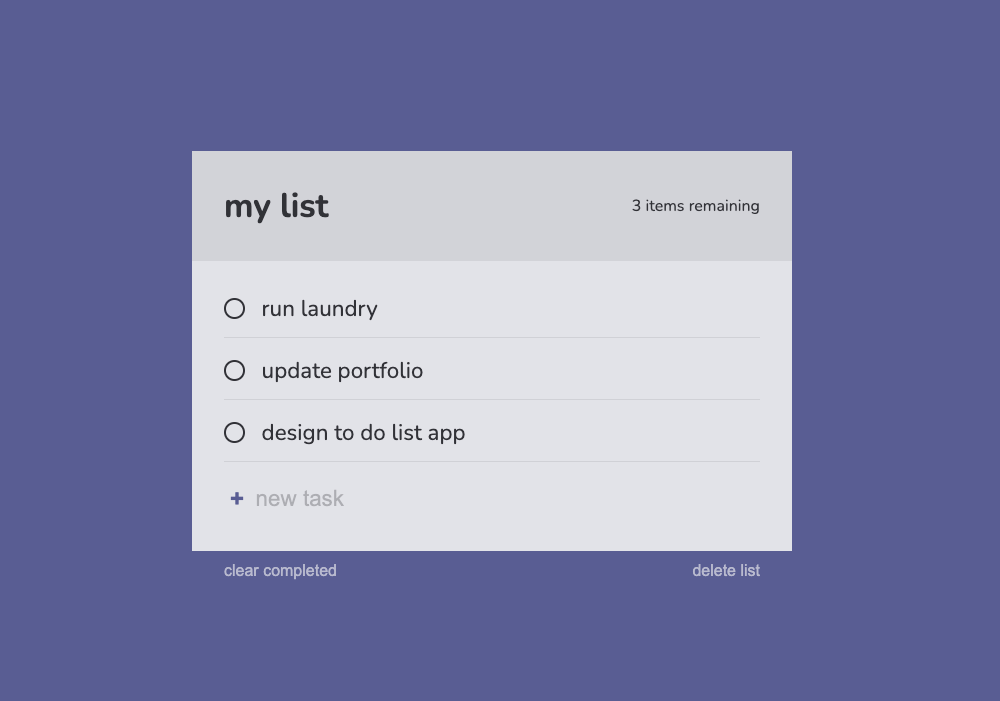 my list
3 items remaining
run laundry
update portfolio
design to do list app
+ new task
clear completed
delete list